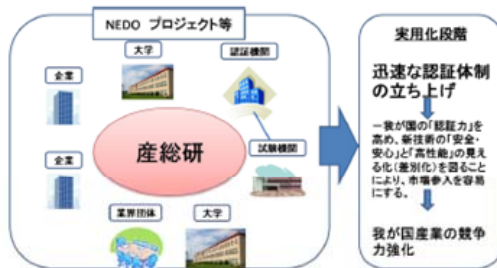 NEDO プロジェクト等
大学
認証機関
企業
産総研
試験機関
企業
業界団体
大学
実用化段階
迅速な認証体制
の立ち上げ
－我が国の「認証力」を
高め、新技術の「安全・
安心」と「高性能」の見え
る化(差別化)を図ること
により、市場参入を容易
にする。
我が国産業の競争
力強化